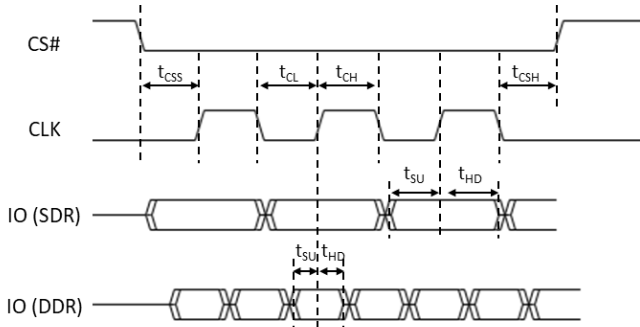 CS#
tCSS
tCL
tCH
tCSH
CLK
tSU
tHD
IO (SDR)
tSU
tHD
IO (DDR)